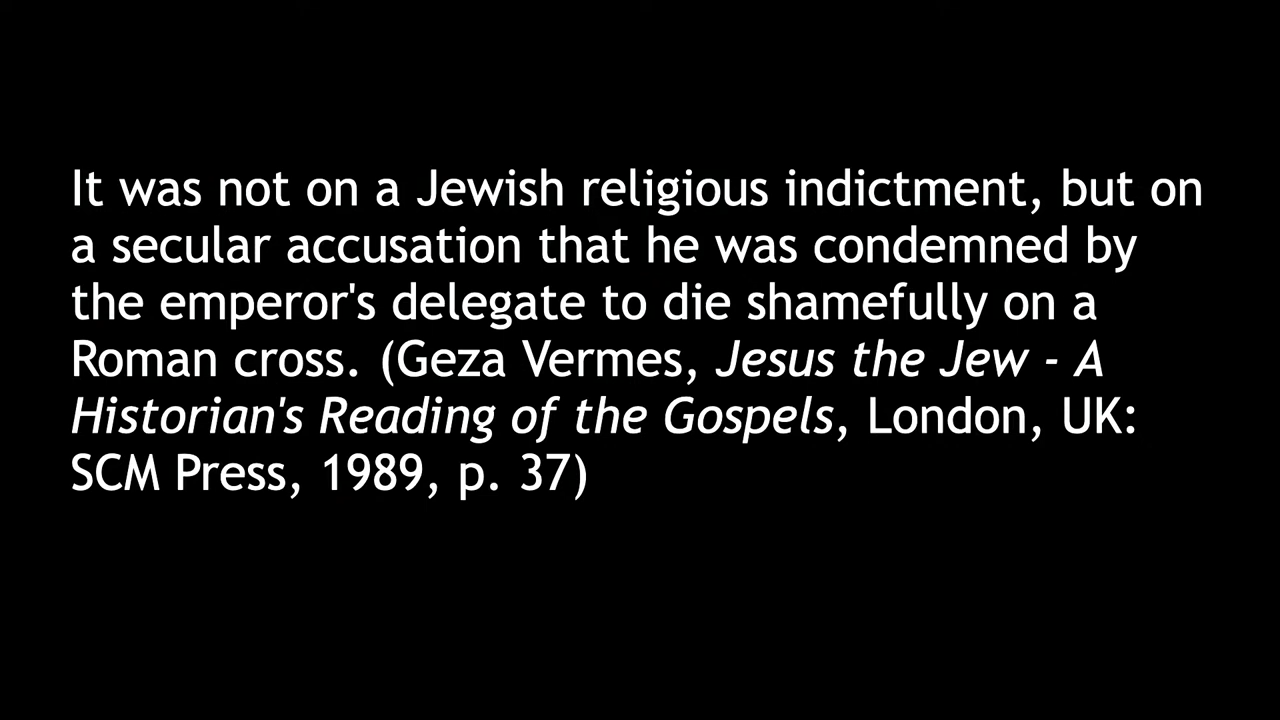 It was not on a Jewish religious indictment, but on
a secular accusation that he was condemned by
the emperor's delegate to die shamefully on a
Roman cross. (Geza Vermes, Jesus the Jew - A
Historian's Reading of the Gospels, London, UK:
SCM Press, 1989, p. 37)